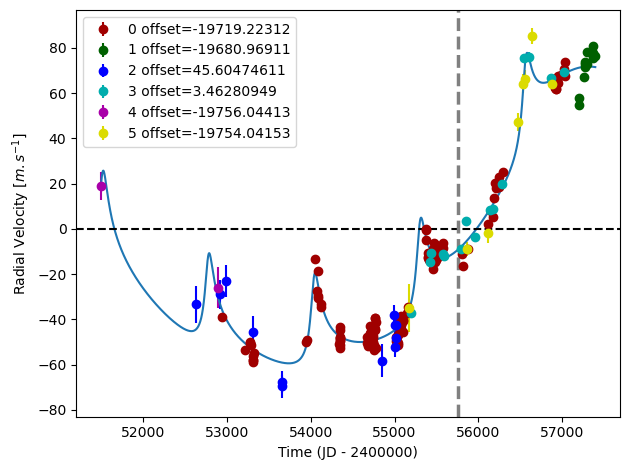 0 offset=-19719.22312
1 offset=-19680.96911
2 offset=45.60474611
3 offset=3.46280949
4 offset=-19756.04413
5 offset=-19754.04153
80
60
40
20
0
−20
−40
−60
−80
Radial Velocity [m.s⁻¹]
52000 53000 54000 55000 56000 57000
Time (JD - 2400000)